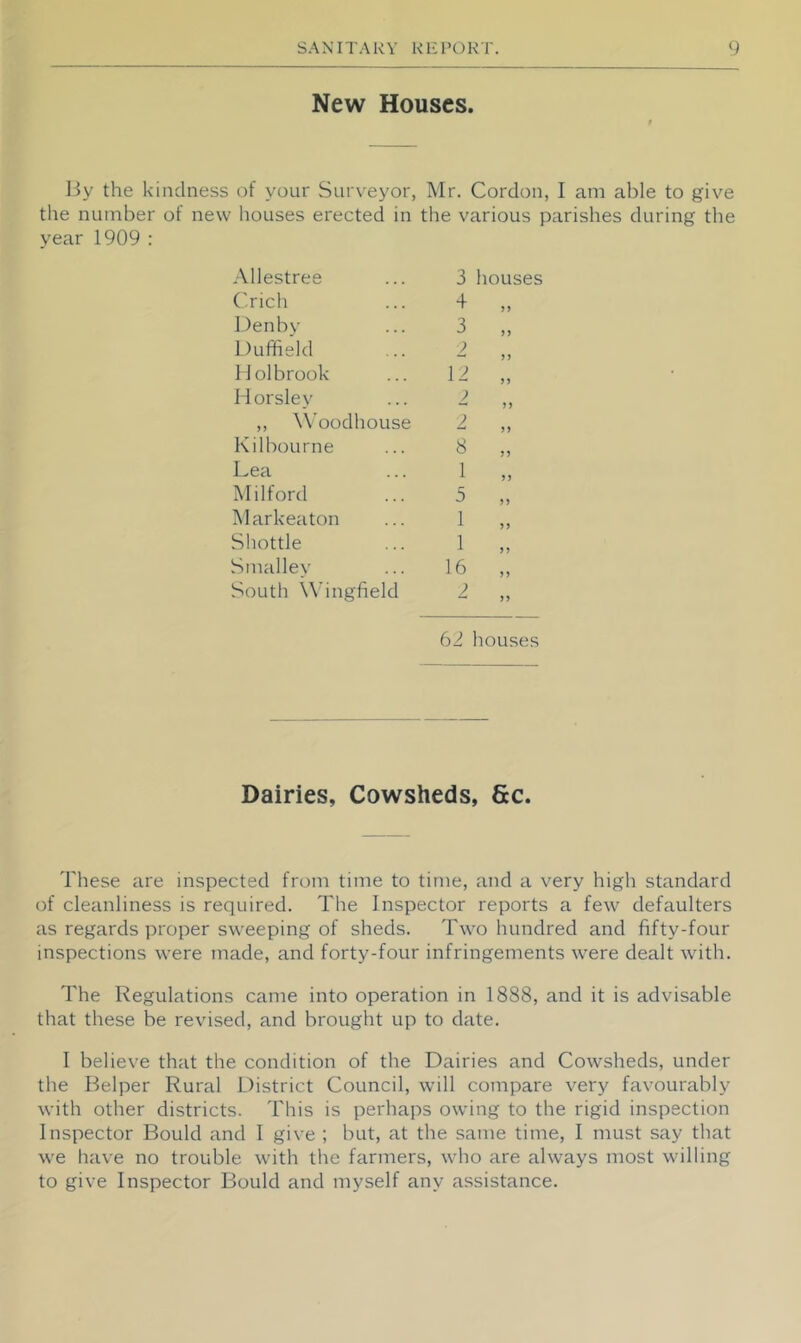 SANITARY REPORT. 9
New Houses.
By the kindness of your Surveyor, Mr. Cordon, I am able to give
the number of new houses erected in the various parishes during the
year 1909 :
Allestree ... 3 houses
Crich ... 4 ,,
Denby ... 3 ,,
Duffield ... 2 ,,
Holbrook ... 12 ,,
Horsley ... 2 ,,
,, Woodhouse 2 ,,
Kilbourne ... 8 ,,
Lea ... 1 ,,
Milford ... 5 ,,
Markeaton ... 1 ,,
Shottle ... 1 ,,
Smalley ... 16 ,,
South Wingfield 2 ,,
62 houses
Dairies, Cowsheds, &c.
These are inspected from time to time, and a very high standard
of cleanliness is required. The Inspector reports a few defaulters
as regards proper sweeping of sheds. Two hundred and fifty-four
inspections were made, and forty-four infringements were dealt with.
The Regulations came into operation in 1888, and it is advisable
that these be revised, and brought up to date.
I believe that the condition of the Dairies and Cowsheds, under
the Belper Rural District Council, will compare very favourably
with other districts. This is perhaps owing to the rigid inspection
Inspector Bould and I give ; but, at the same time, I must say that
we have no trouble with the farmers, who are always most willing
to give Inspector Bould and myself any assistance.